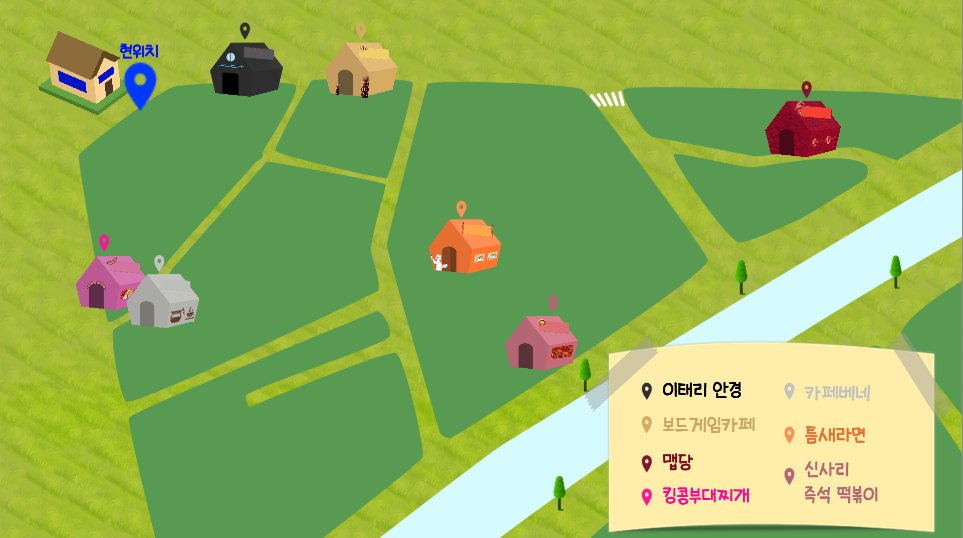 현위치
이태리 안경
보드게임카페
맵당
킹콩부대찌개
카페베네
틈새라면
신사리
즉석 떡볶이